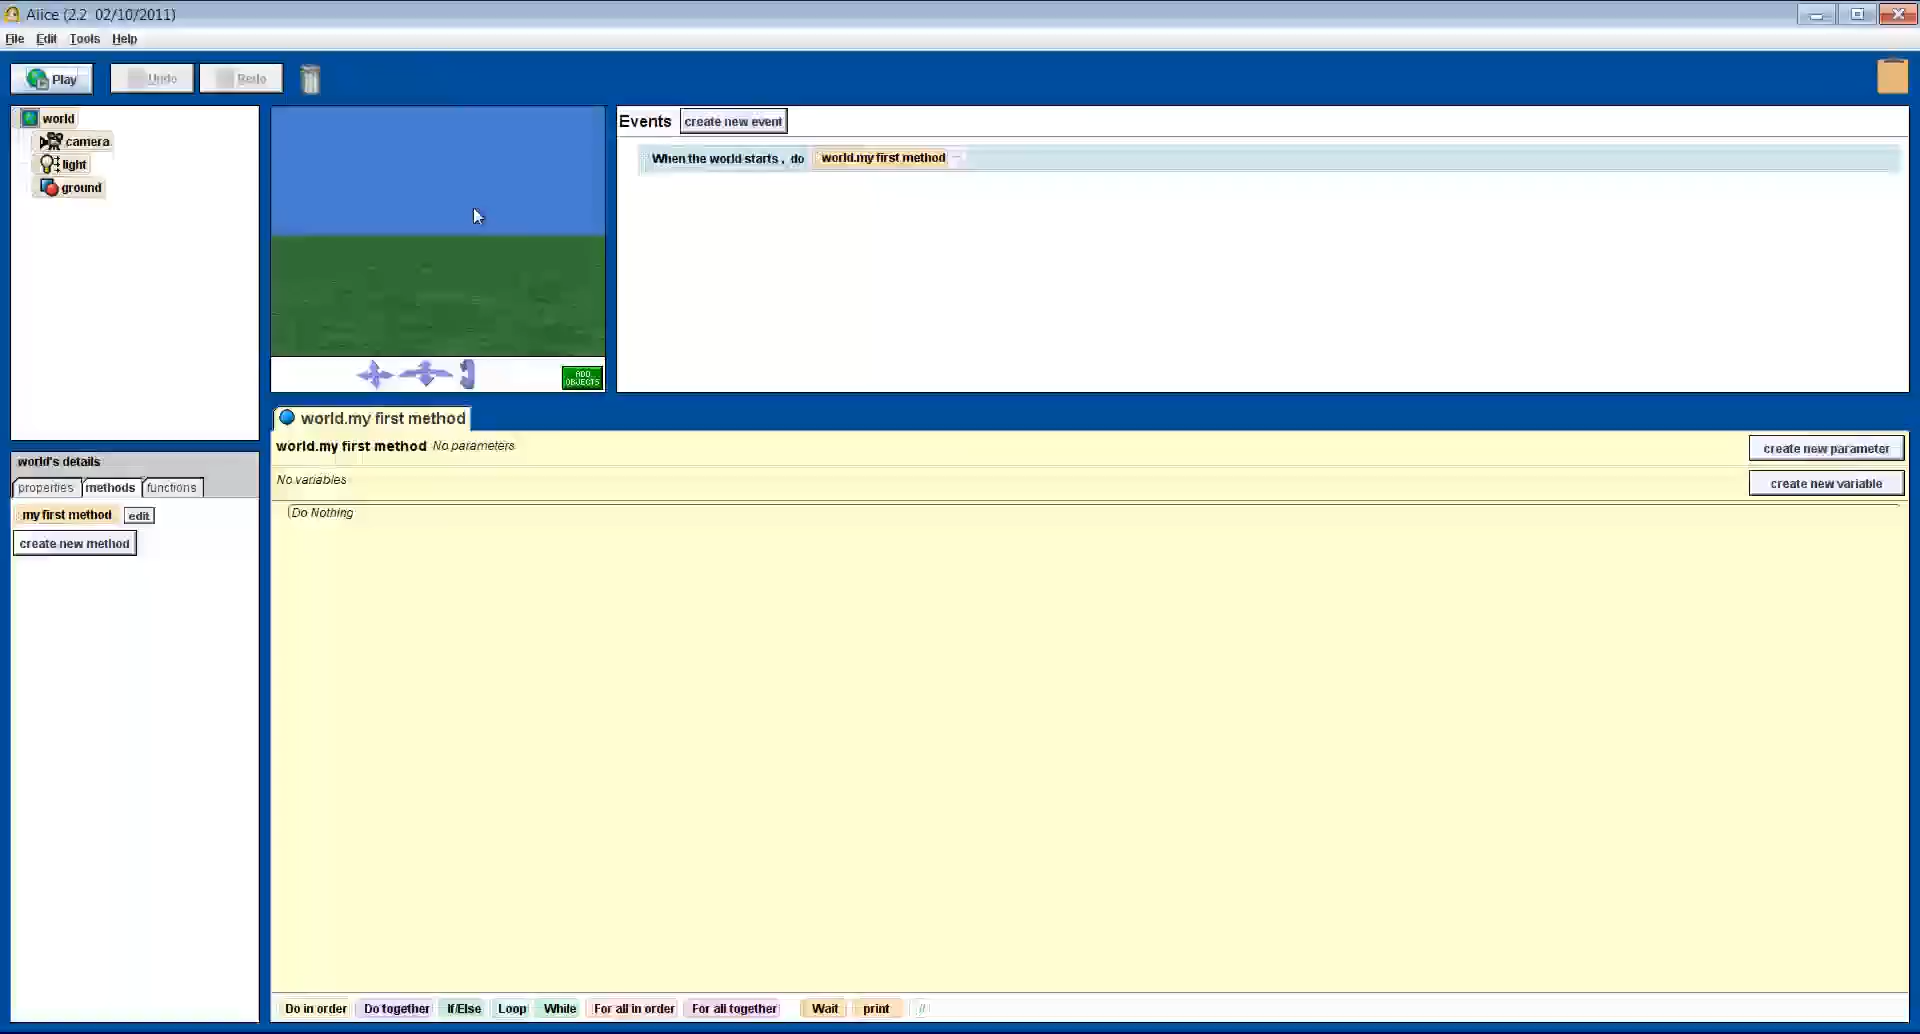 Alice (2.2 02/10/2011)
File Edit Tools Help
Play Undo Redo
world
camera
light
ground
ADD OBJECTS
Events create new event
When the world starts , do world.my first method
world's details
properties methods functions
my first method edit
create new method
world.my first method
world.my first method No parameters create new parameter
No variables create new variable
Do Nothing
Do in order Do together If/Else Loop While For all in order For all together Wait print //